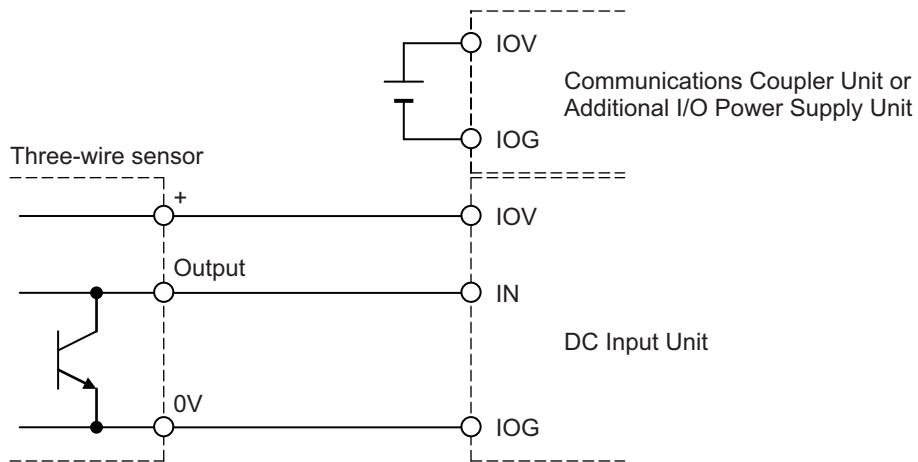 IOV
Communications Coupler Unit or
Additional I/O Power Supply Unit
IOG
Three-wire sensor
+
IOV
Output
IN
DC Input Unit
0V
IOG